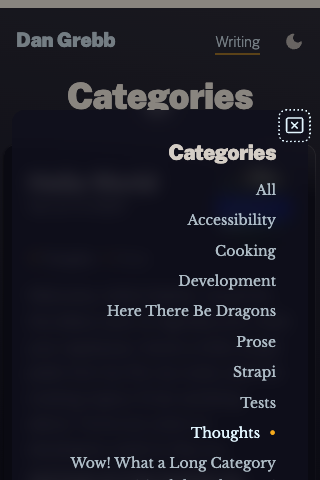 Dan Grebb
Writing
Categories
Categories
All
Accessibility
Cooking
Development
Here There Be Dragons
Prose
Strapi
Tests
Thoughts •
Wow! What a Long Category